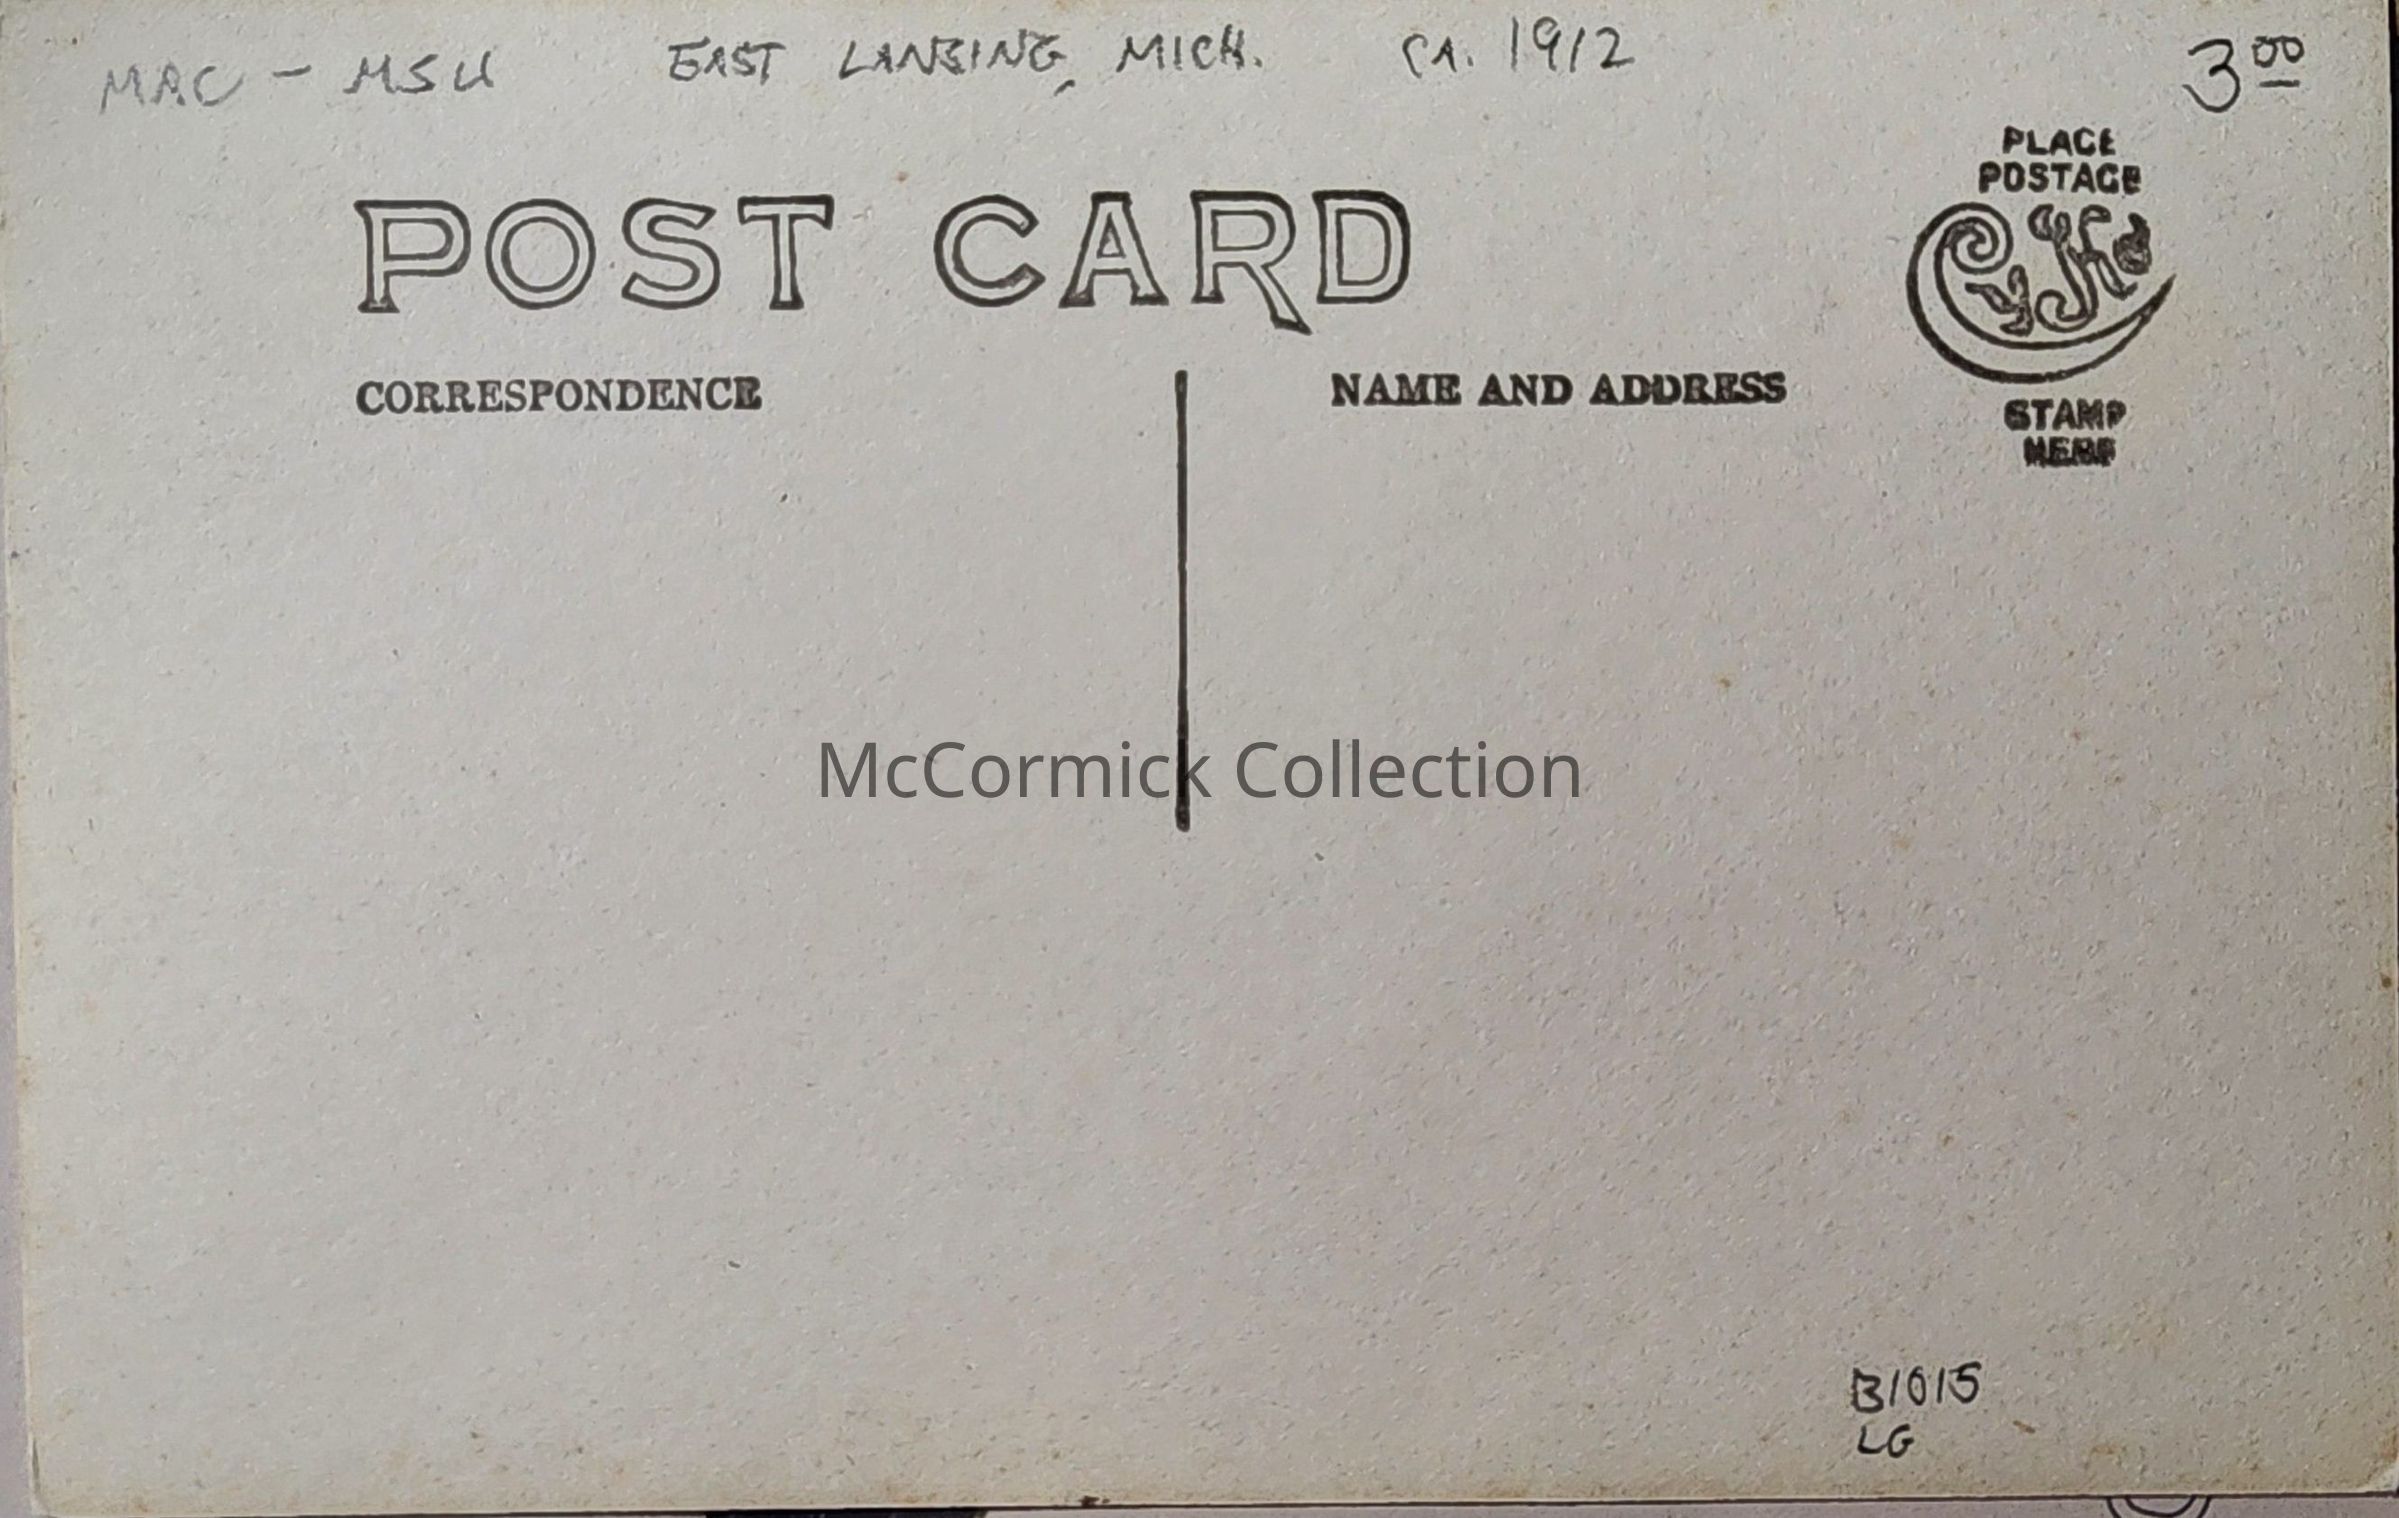 MAC - MSU EAST LANSING, MICH. CA. 1912 3 00
PLACE
POSTAGE
POST CARD
CYKO
CORRESPONDENCE
NAME AND ADDRESS
STAMP
HERE
McCormick Collection
B1015
LG